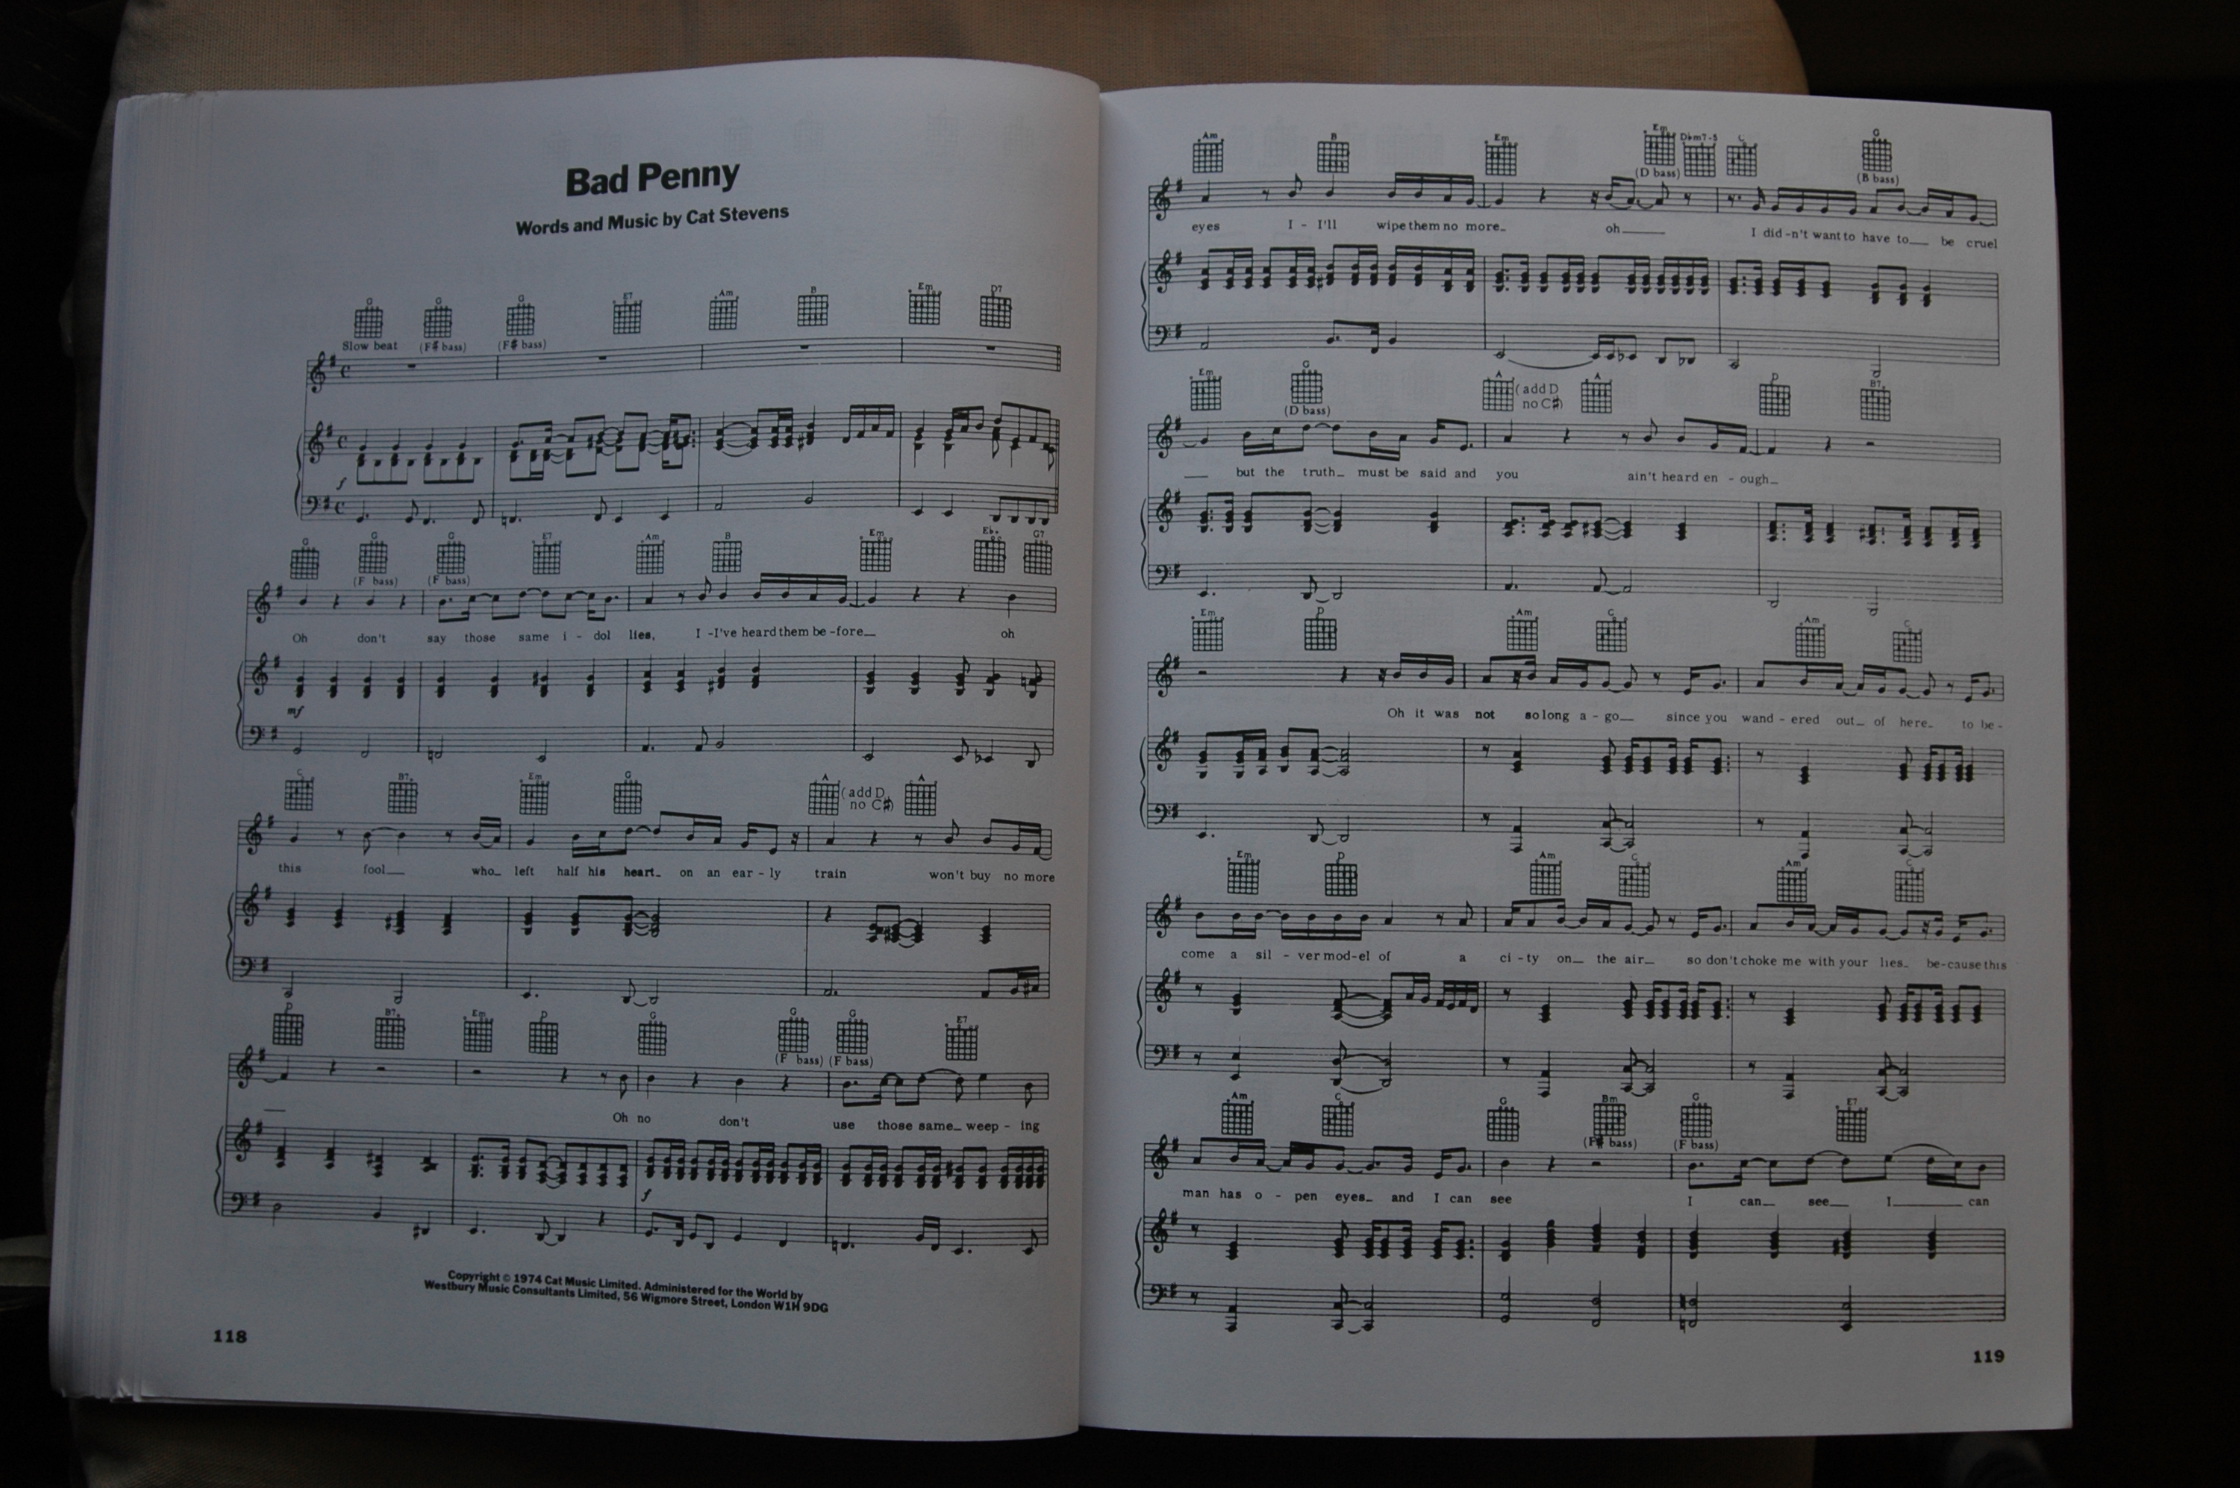 Bad Penny
Words and Music by Cat Stevens
G G G E7 Am B Em D7
Slow beat (F# bass) (F# bass)
f
G G G E7 Am B Em G7
(F bass) (F bass)
Oh don't say those same i - dol lies, I -I've heard them be -fore oh
mf
C B7 Em G A (add D no C#) A
this fool who left half his heart on an ear - ly train won't buy no more
D B7 Em D G G G E7
(F bass) (F bass)
Oh no don't use those same weep - ing
f
Copyright © 1974 Cat Music Limited. Administered for the World by
Westbury Music Consultants Limited, 56 Wigmore Street, London W1H 9DG
118
Am B Em Em Dbm7-5 C G
(D bass) (B bass)
eyes I - I'll wipe them no more oh I did -n't want to have to be cruel
Em G A (add D no C#) A D B7
(D bass)
but the truth must be said and you ain't heard en - ough
Em D Am C Am C
Oh it was not so long a - go since you wand - ered out of here to be -
Em D Am C Am C
come a sil - ver mod-el of a ci - ty on the air so don't choke me with your lies be-cause this
Am C G Bm G E7
(F# bass) (F bass)
man has o - pen eyes and I can see I can see I can
119